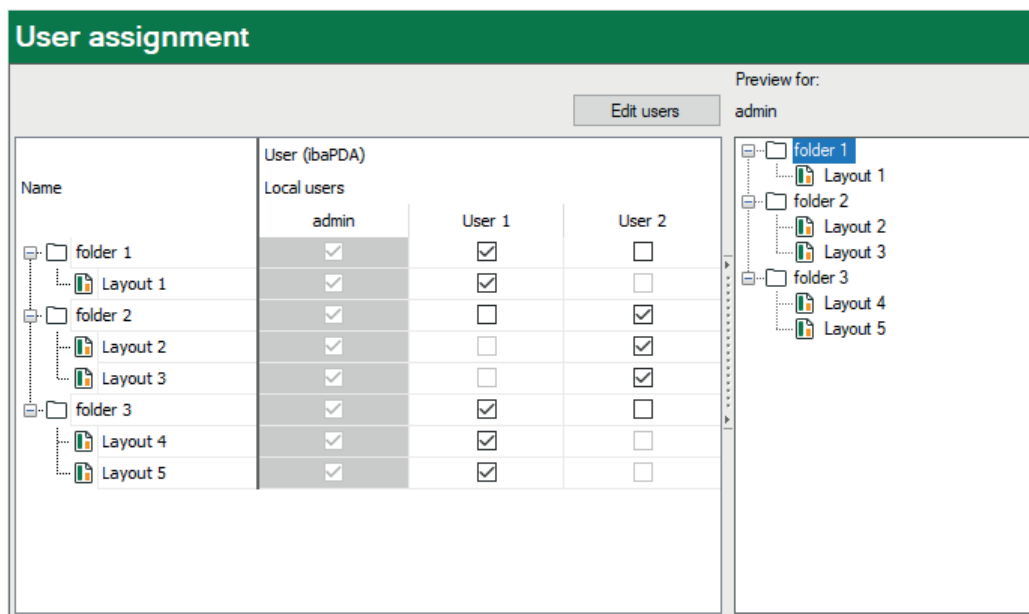 User assignment
Edit users
Preview for:
admin
Name
User (ibaPDA)
Local users
admin User 1 User 2
folder 1
Layout 1
folder 2
Layout 2
Layout 3
folder 3
Layout 4
Layout 5
folder 1
Layout 1
folder 2
Layout 2
Layout 3
folder 3
Layout 4
Layout 5